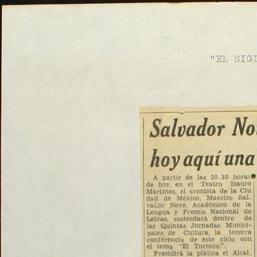 "EL SIG
Salvador No
hoy aquí una
A partir de las 20.30 horas
de hoy, en el Teatro Isauro
Martínez, el cronista de la Ciu
dad de México, Maestro Sal-
vador Novo, Académico de la
Lengua y Premio Nacional de
Letras, sustentará dentro de
las Quintas Jornadas Munici-
pales de Cultura, la tercera
conferencia de este ciclo con
el tema "El Torreón".
Presidirá la plática el Alcal,